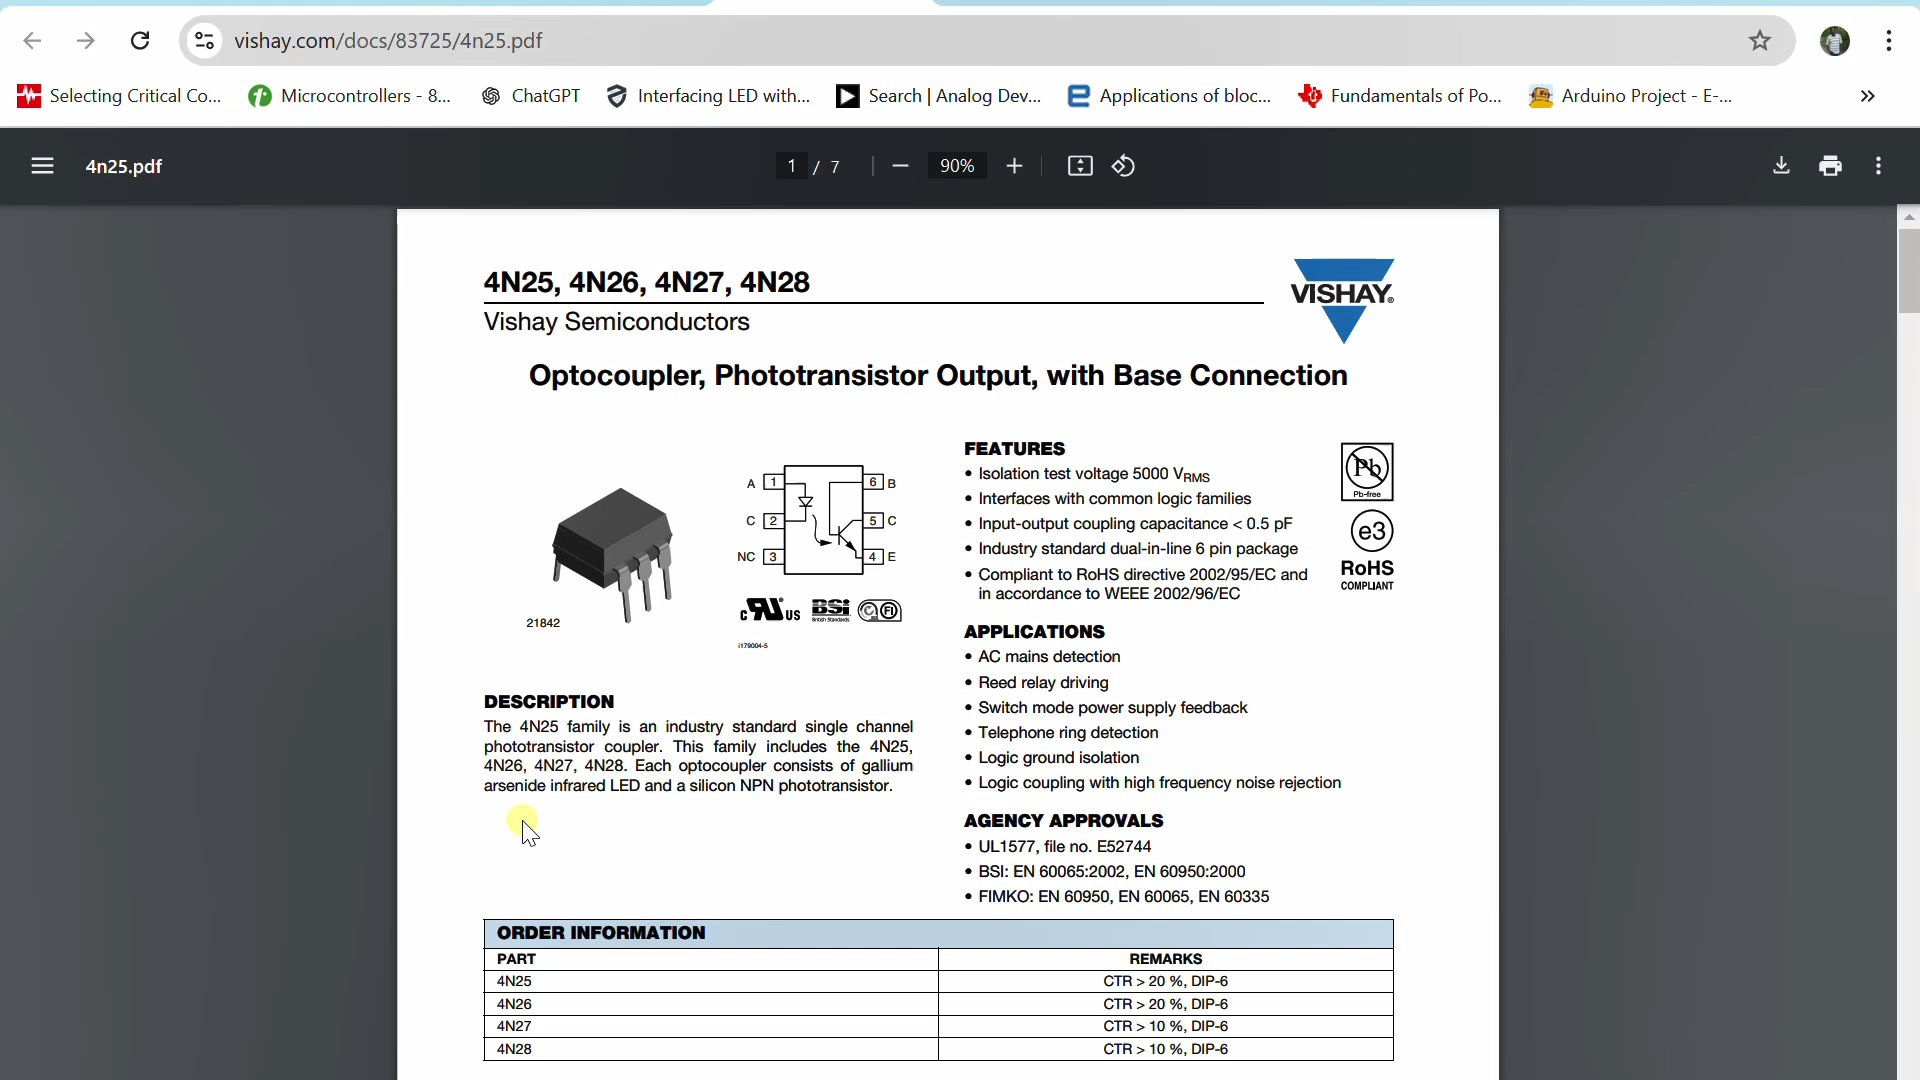 vishay.com/docs/83725/4n25.pdf
Selecting Critical Co...
Microcontrollers - 8...
ChatGPT
Interfacing LED with...
Search | Analog Dev...
Applications of bloc...
Fundamentals of Po...
Arduino Project - E-...
4n25.pdf
1 / 7
90%
4N25, 4N26, 4N27, 4N28
VISHAY®
Vishay Semiconductors
Optocoupler, Phototransistor Output, with Base Connection
A 1
C 2
NC 3
6 B
5 C
4 E
21842
c US
BSi
British Standards
FI
i179004-5
DESCRIPTION
The 4N25 family is an industry standard single channel
phototransistor coupler. This family includes the 4N25,
4N26, 4N27, 4N28. Each optocoupler consists of gallium
arsenide infrared LED and a silicon NPN phototransistor.
FEATURES
• Isolation test voltage 5000 VRMS
• Interfaces with common logic families
• Input-output coupling capacitance < 0.5 pF
• Industry standard dual-in-line 6 pin package
• Compliant to RoHS directive 2002/95/EC and
in accordance to WEEE 2002/96/EC
Pb
Pb-free
e3
RoHS
COMPLIANT
APPLICATIONS
• AC mains detection
• Reed relay driving
• Switch mode power supply feedback
• Telephone ring detection
• Logic ground isolation
• Logic coupling with high frequency noise rejection
AGENCY APPROVALS
• UL1577, file no. E52744
• BSI: EN 60065:2002, EN 60950:2000
• FIMKO: EN 60950, EN 60065, EN 60335
ORDER INFORMATION
PART REMARKS
4N25 CTR > 20 %, DIP-6
4N26 CTR > 20 %, DIP-6
4N27 CTR > 10 %, DIP-6
4N28 CTR > 10 %, DIP-6